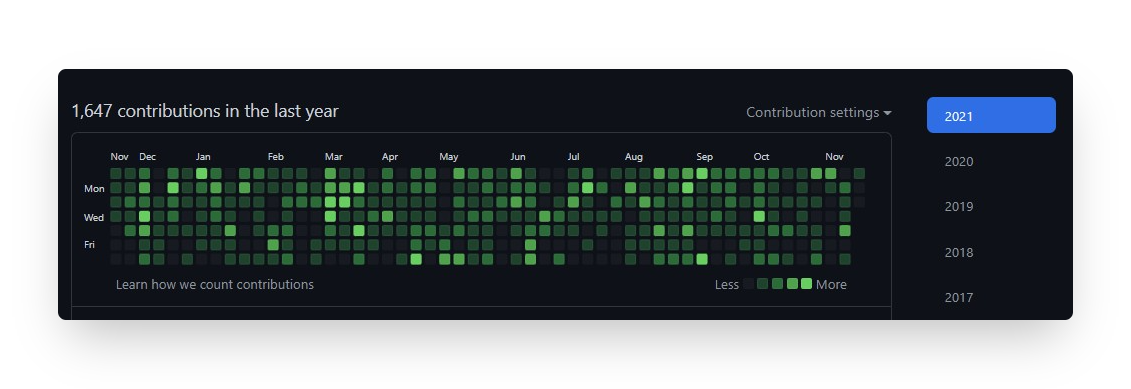 1,647 contributions in the last year
Contribution settings
Nov Dec Jan Feb Mar Apr May Jun Jul Aug Sep Oct Nov
Mon
Wed
Fri
Learn how we count contributions
Less More
2021
2020
2019
2018
2017